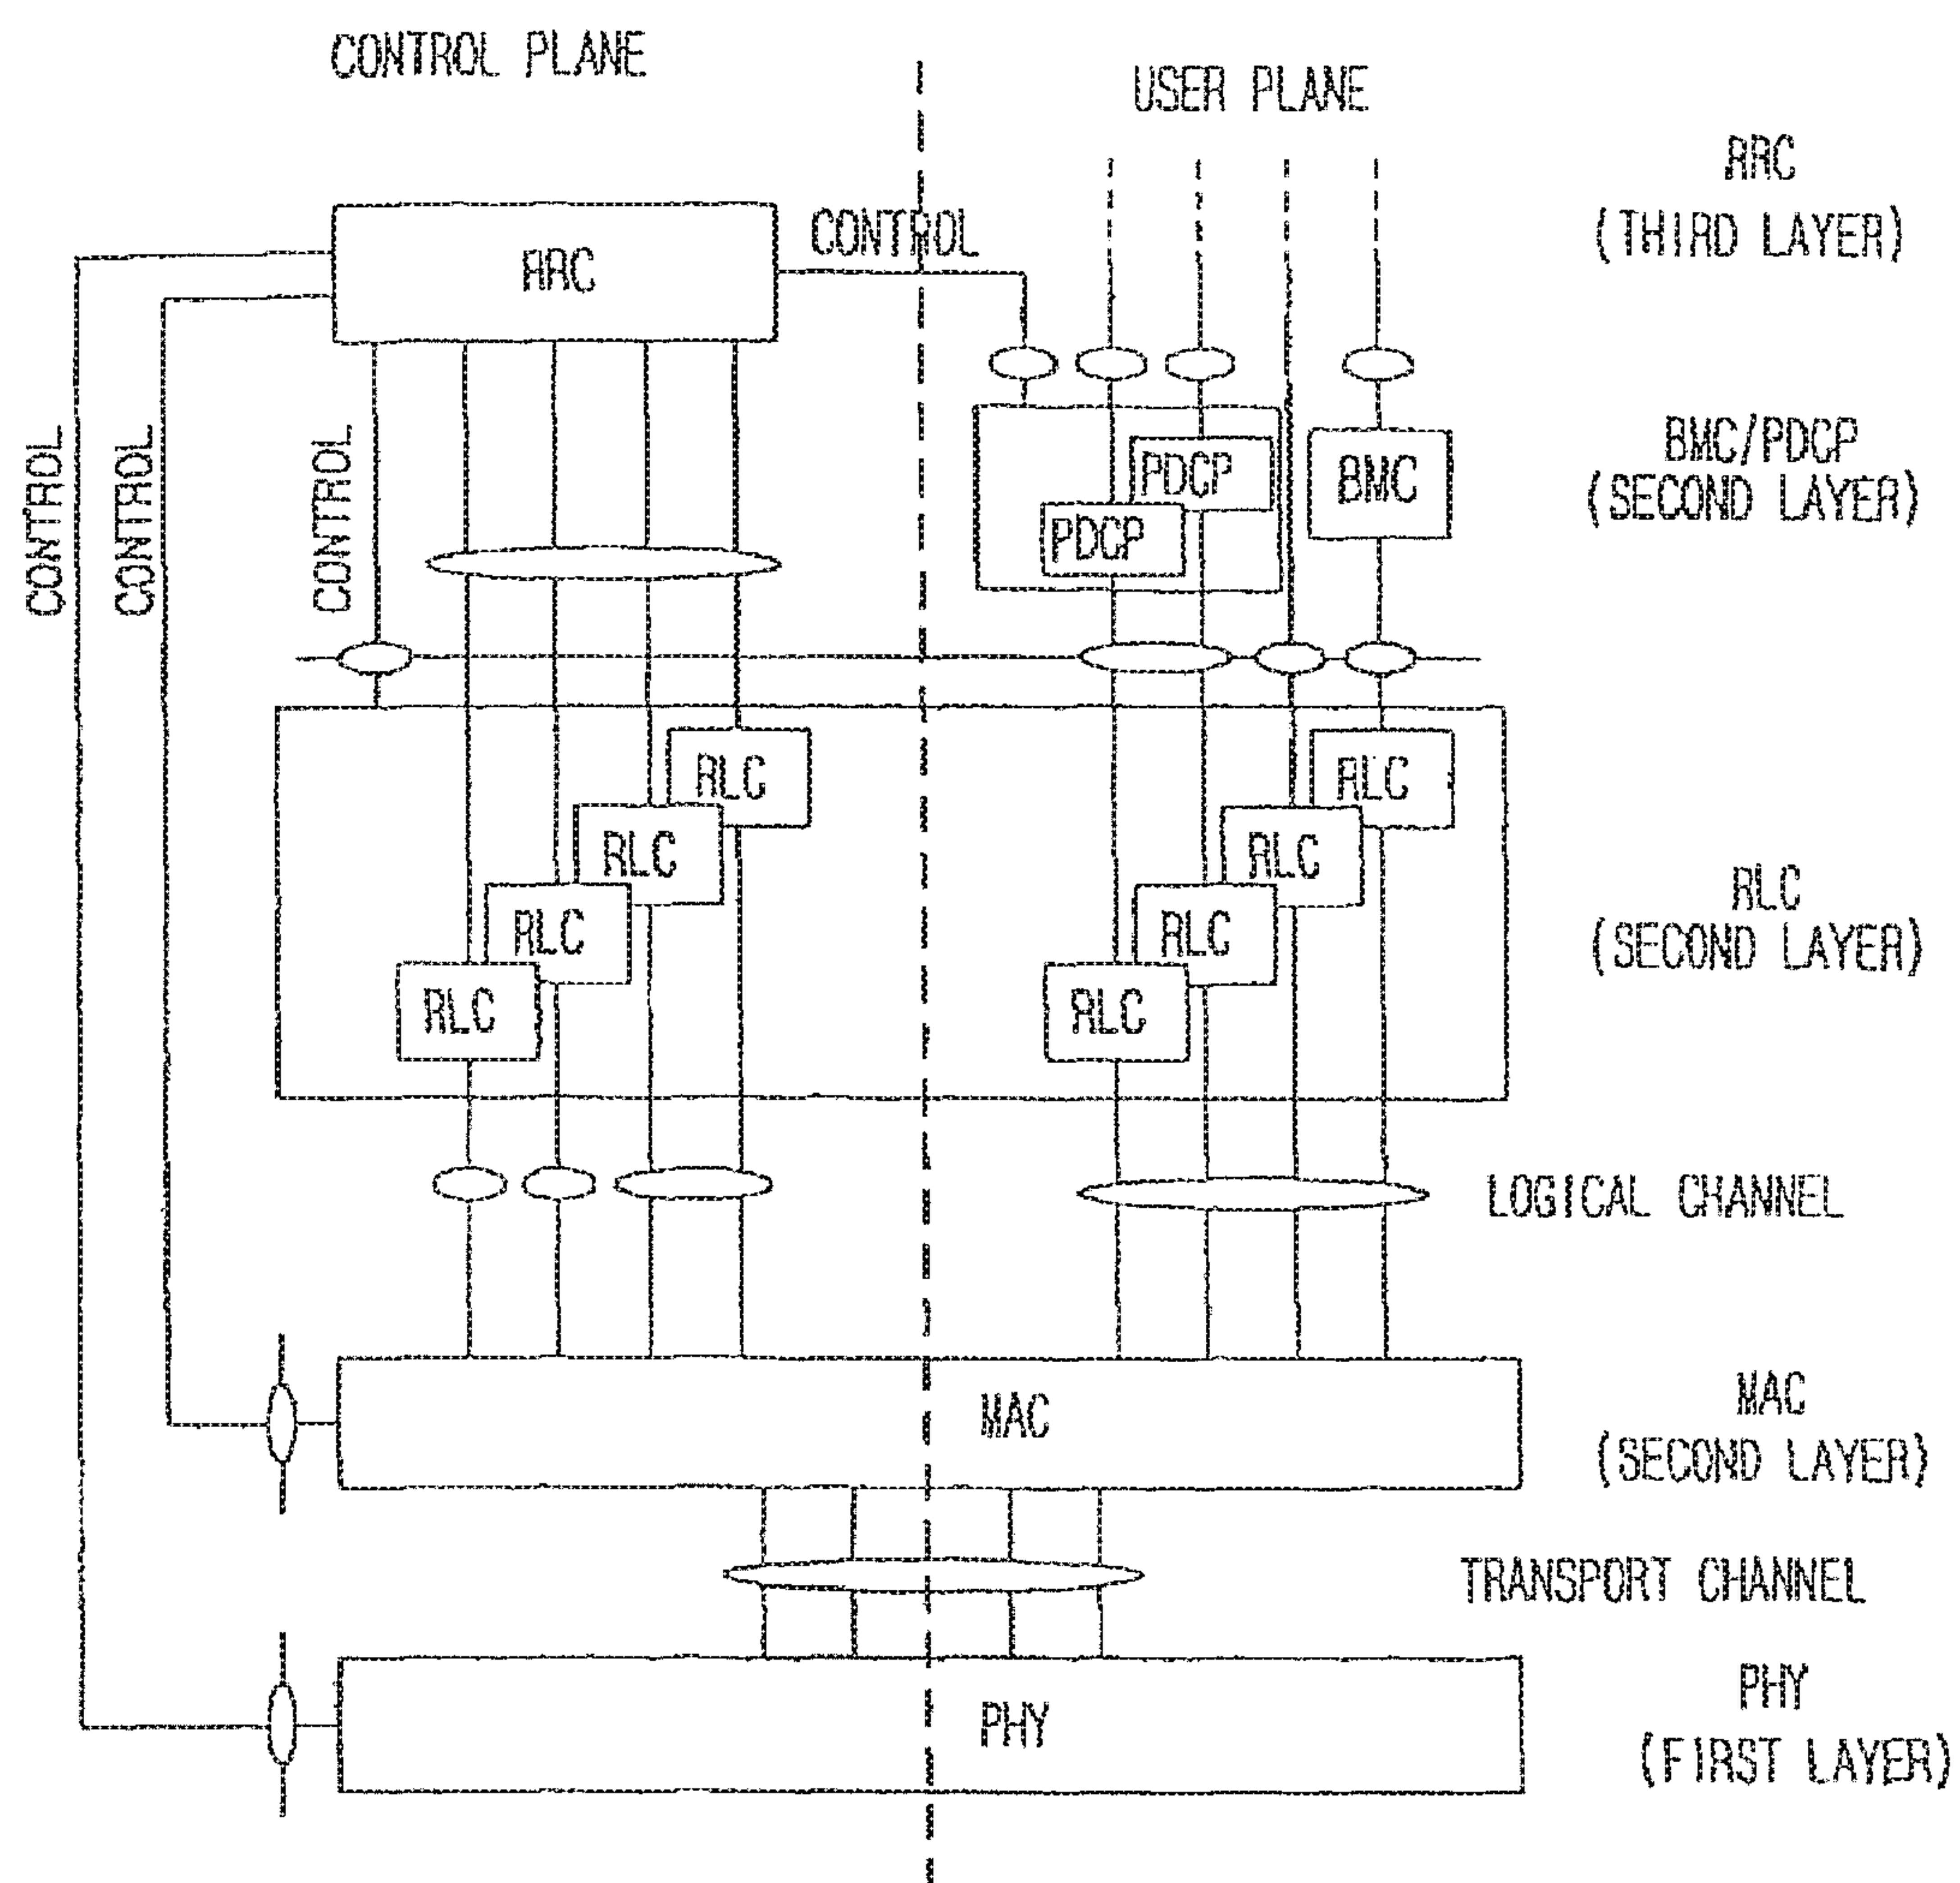 CONTROL PLANE
USER PLANE
RRC
(THIRD LAYER)
CONTROL
RRC
CONTROL
CONTROL
CONTROL
PDCP
PDCP
BMC
BMC/PDCP
(SECOND LAYER)
RLC
RLC
RLC
RLC
RLC
RLC
RLC
RLC
RLC
(SECOND LAYER)
LOGICAL CHANNEL
MAC
MAC
(SECOND LAYER)
TRANSPORT CHANNEL
PHY
PHY
(FIRST LAYER)